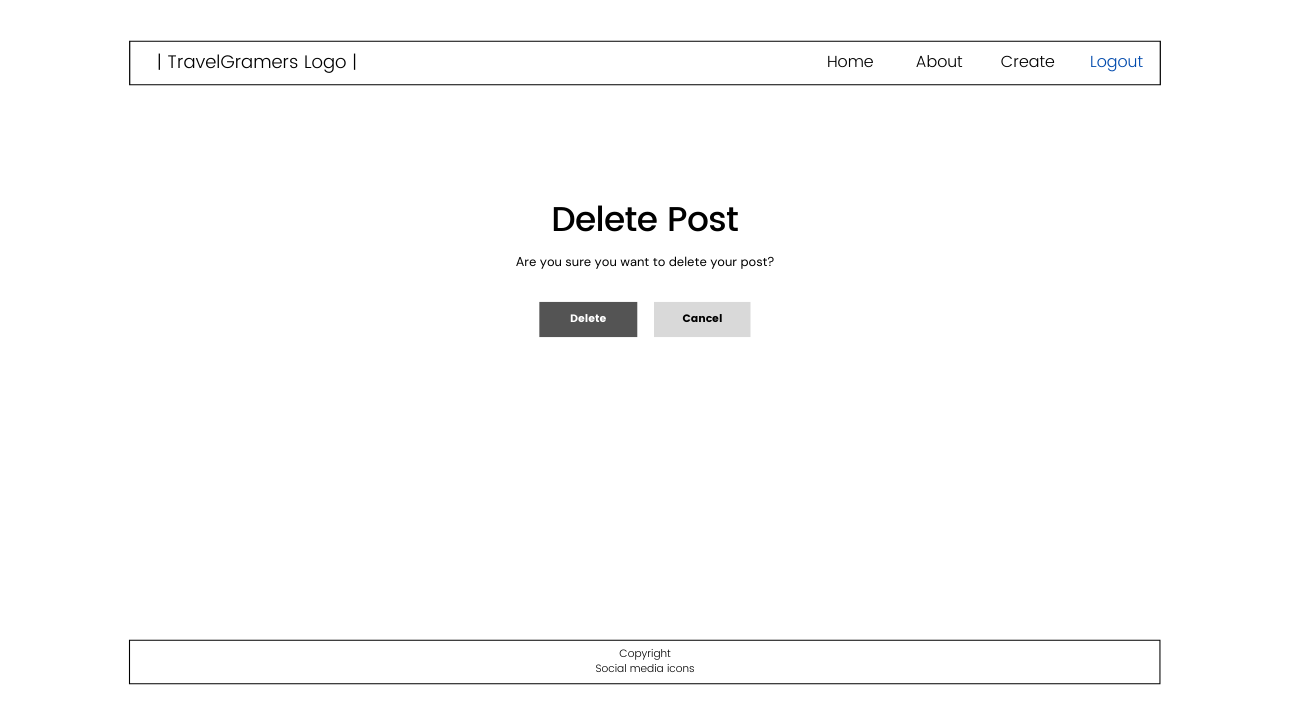 | TravelGramers Logo | Home About Create Logout
Delete Post
Are you sure you want to delete your post?
Delete Cancel
Copyright
Social media icons